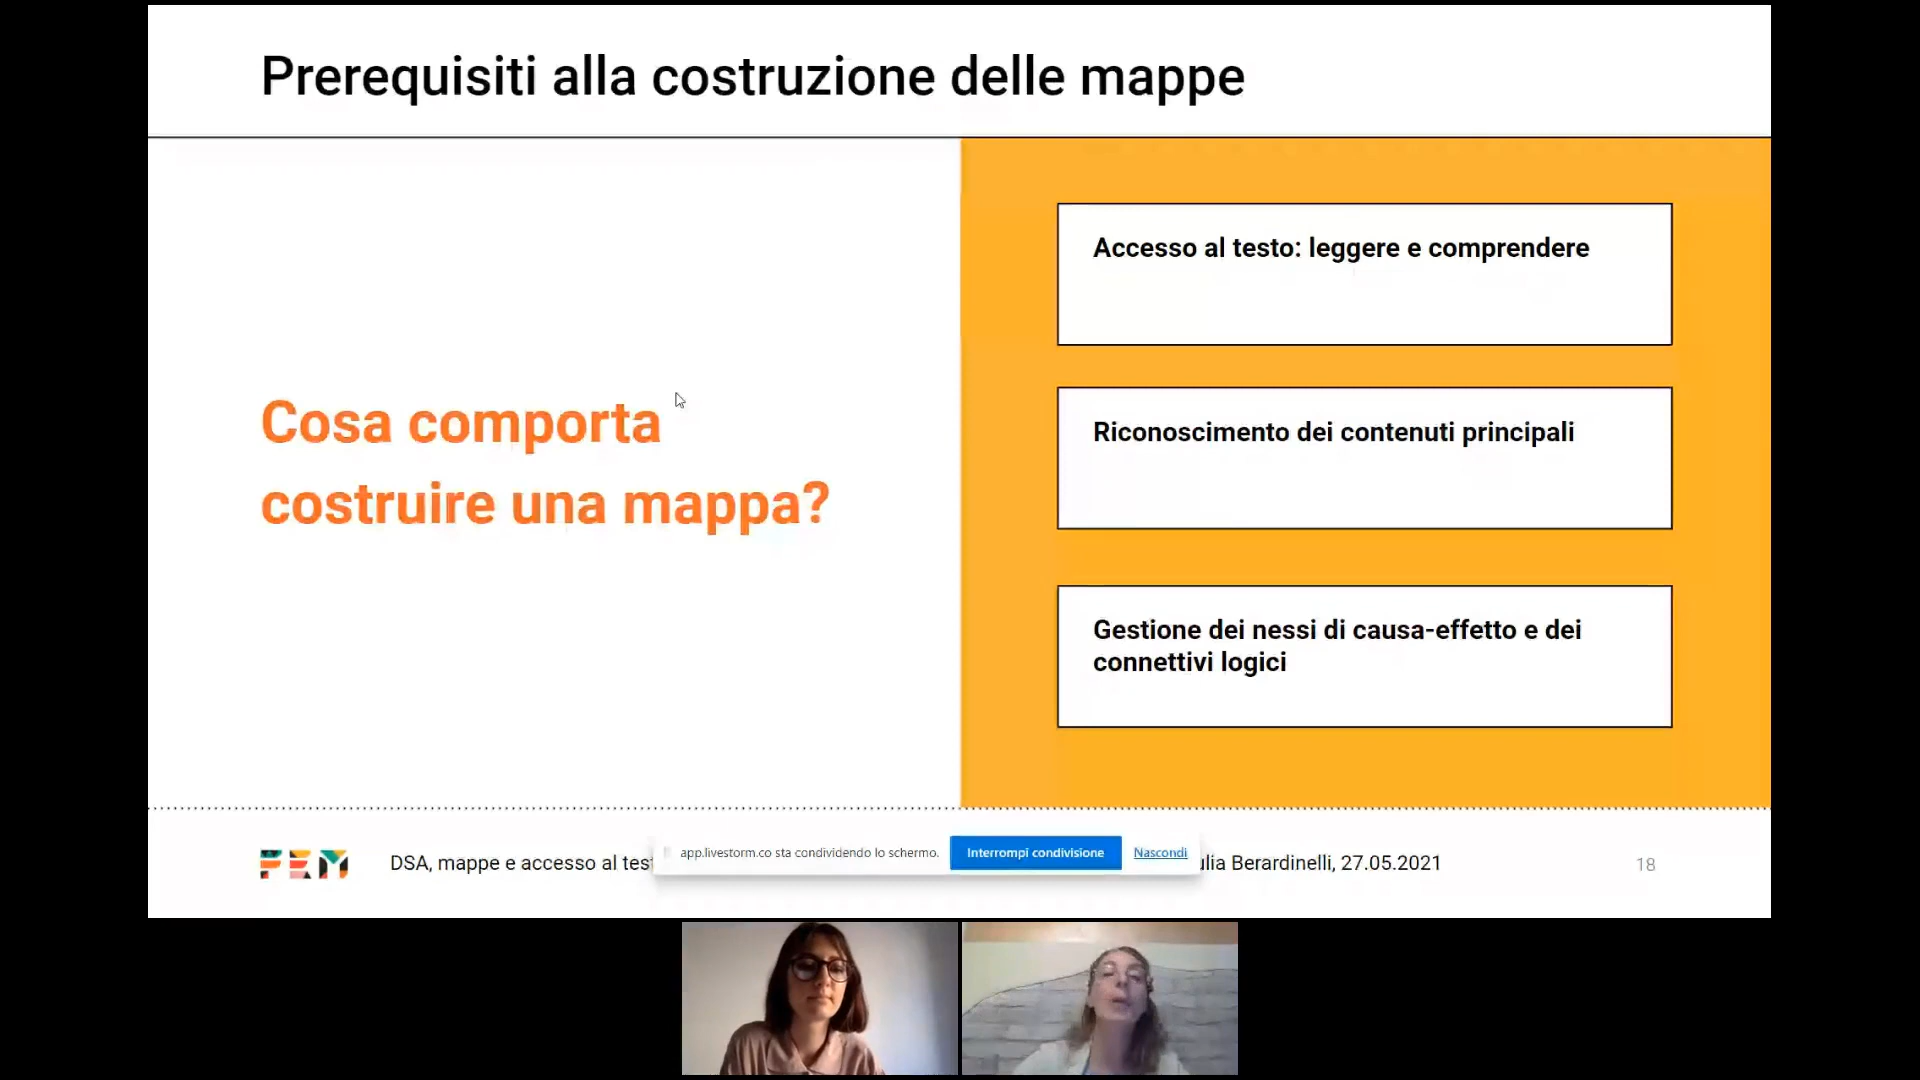 Prerequisiti alla costruzione delle mappe
Cosa comporta
costruire una mappa?
Accesso al testo: leggere e comprendere
Riconoscimento dei contenuti principali
Gestione dei nessi di causa-effetto e dei
connettivi logici
FEM
DSA, mappe e accesso al
app.livestorm.co sta condividendo lo schermo.
Interrompi condivisione
Nascondi
Berardinelli, 27.05.2021
18